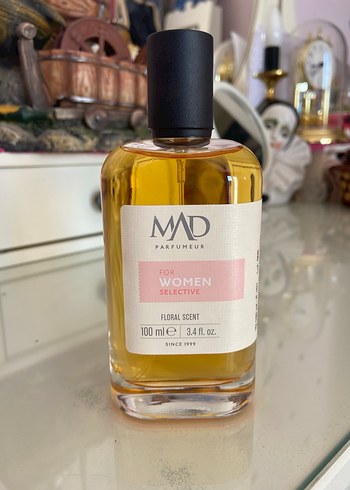 MAD
PARFUMEUR
FOR
WOMEN
SELECTIVE
FLORAL SCENT
100 ml ℮ 3.4 fl. oz.
SINCE 1999